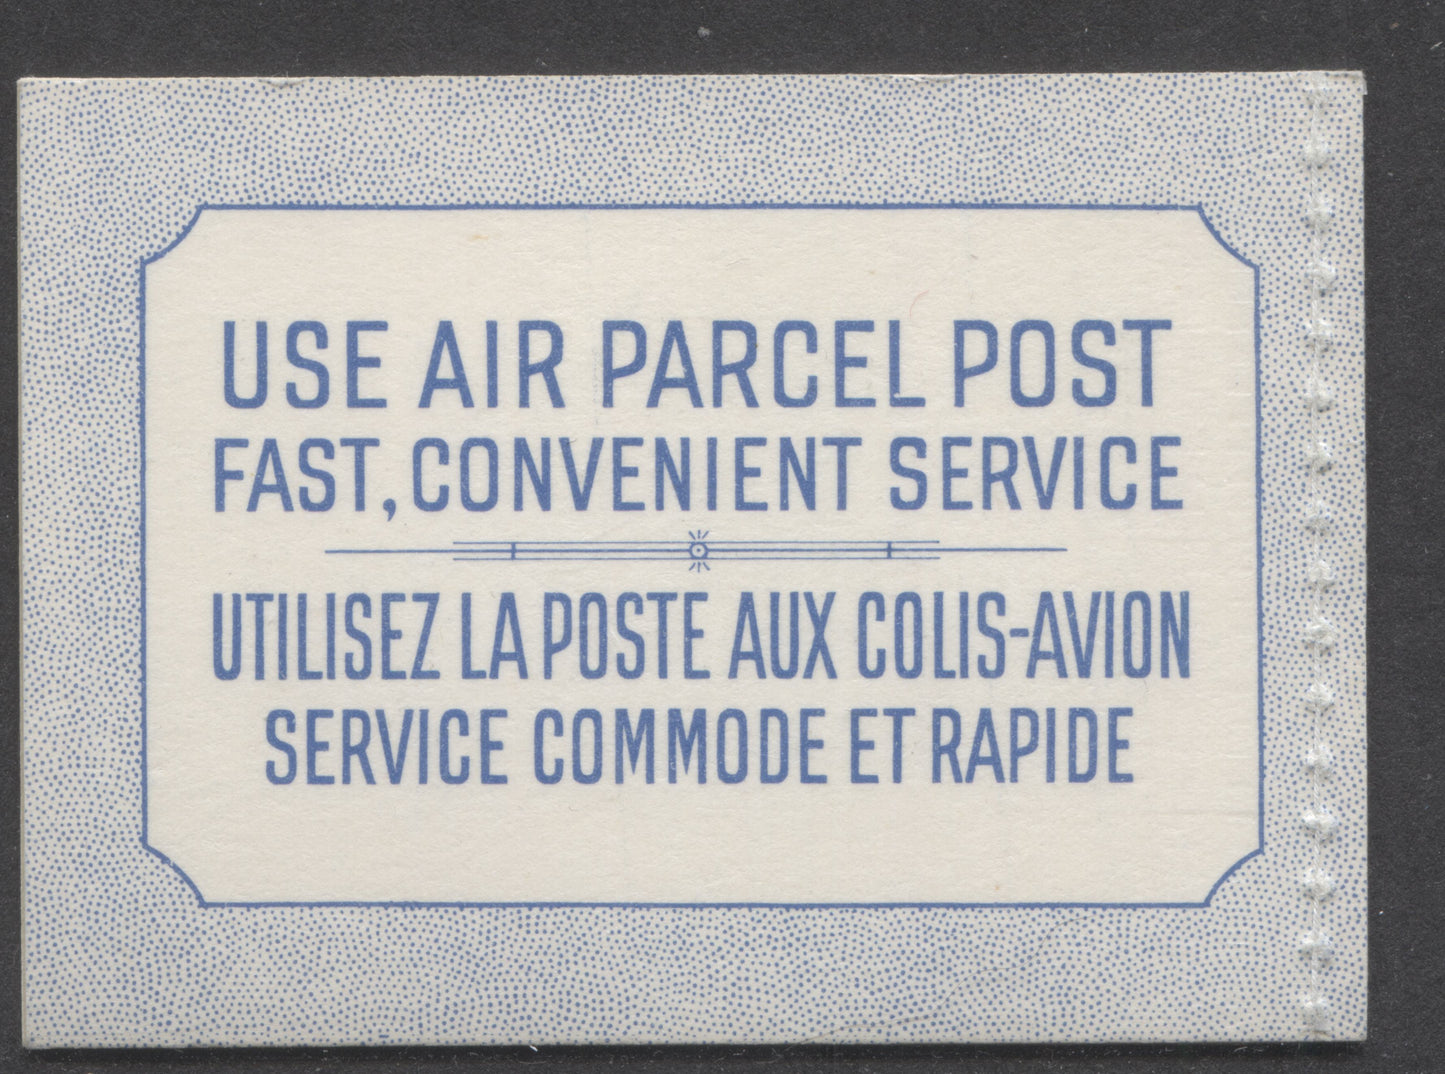 USE AIR PARCEL POST
FAST, CONVENIENT SERVICE
UTILISEZ LA POSTE AUX COLIS-AVION
SERVICE COMMODE ET RAPIDE